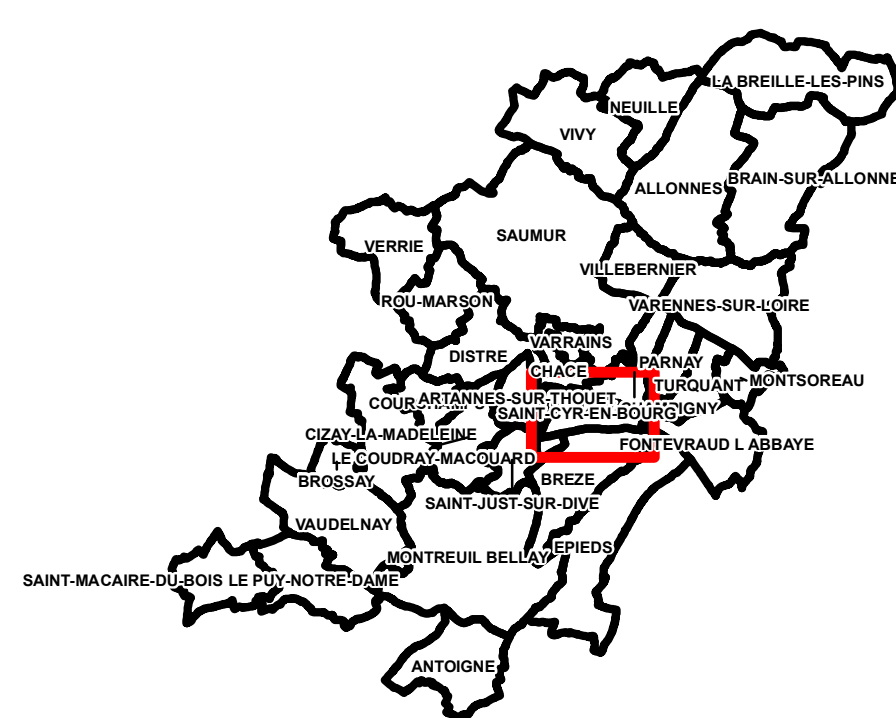 LA BREILLE-LES-PINS
NEUILLE
VIVY
BRAIN-SUR-ALLONNE
ALLONNES
SAUMUR
VERRIE
VILLEBERNIER
ROU-MARSON
VARENNES-SUR-LOIRE
VARRAINS
DISTRE
PARNAY
CHACE
MONTSOREAU
TURQUANT
ARTANNES-SUR-THOUET
SAINT-CYR-EN-BOURG
CIZAY-LA-MADELEINE
FONTEVRAUD L ABBAYE
LE COUDRAY-MACOUARD
BREZE
BROSSAY
SAINT-JUST-SUR-DIVE
VAUDELNAY
EPIEDS
MONTREUIL BELLAY
SAINT-MACAIRE-DU-BOIS
LE PUY-NOTRE-DAME
ANTOIGNE